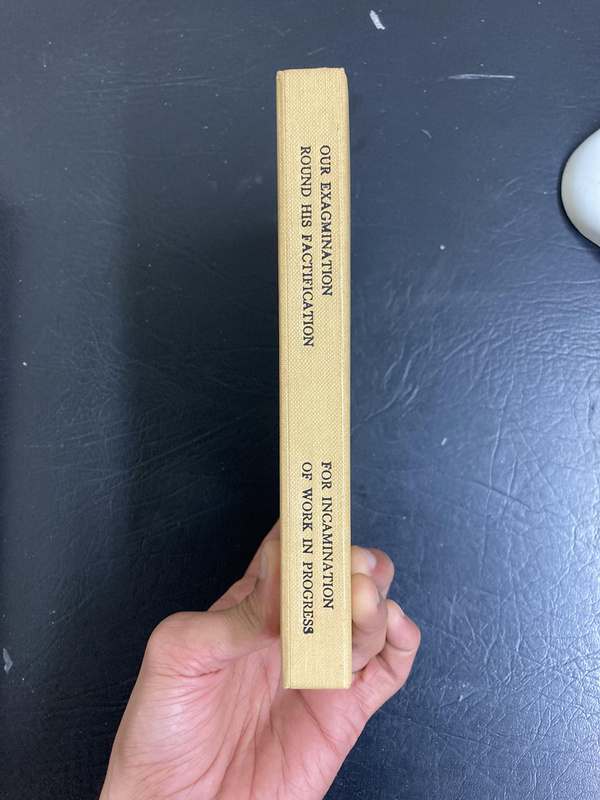 OUR EXAGMINATION
ROUND HIS FACTIFICATION
FOR INCAMINATION
OF WORK IN PROGRESS